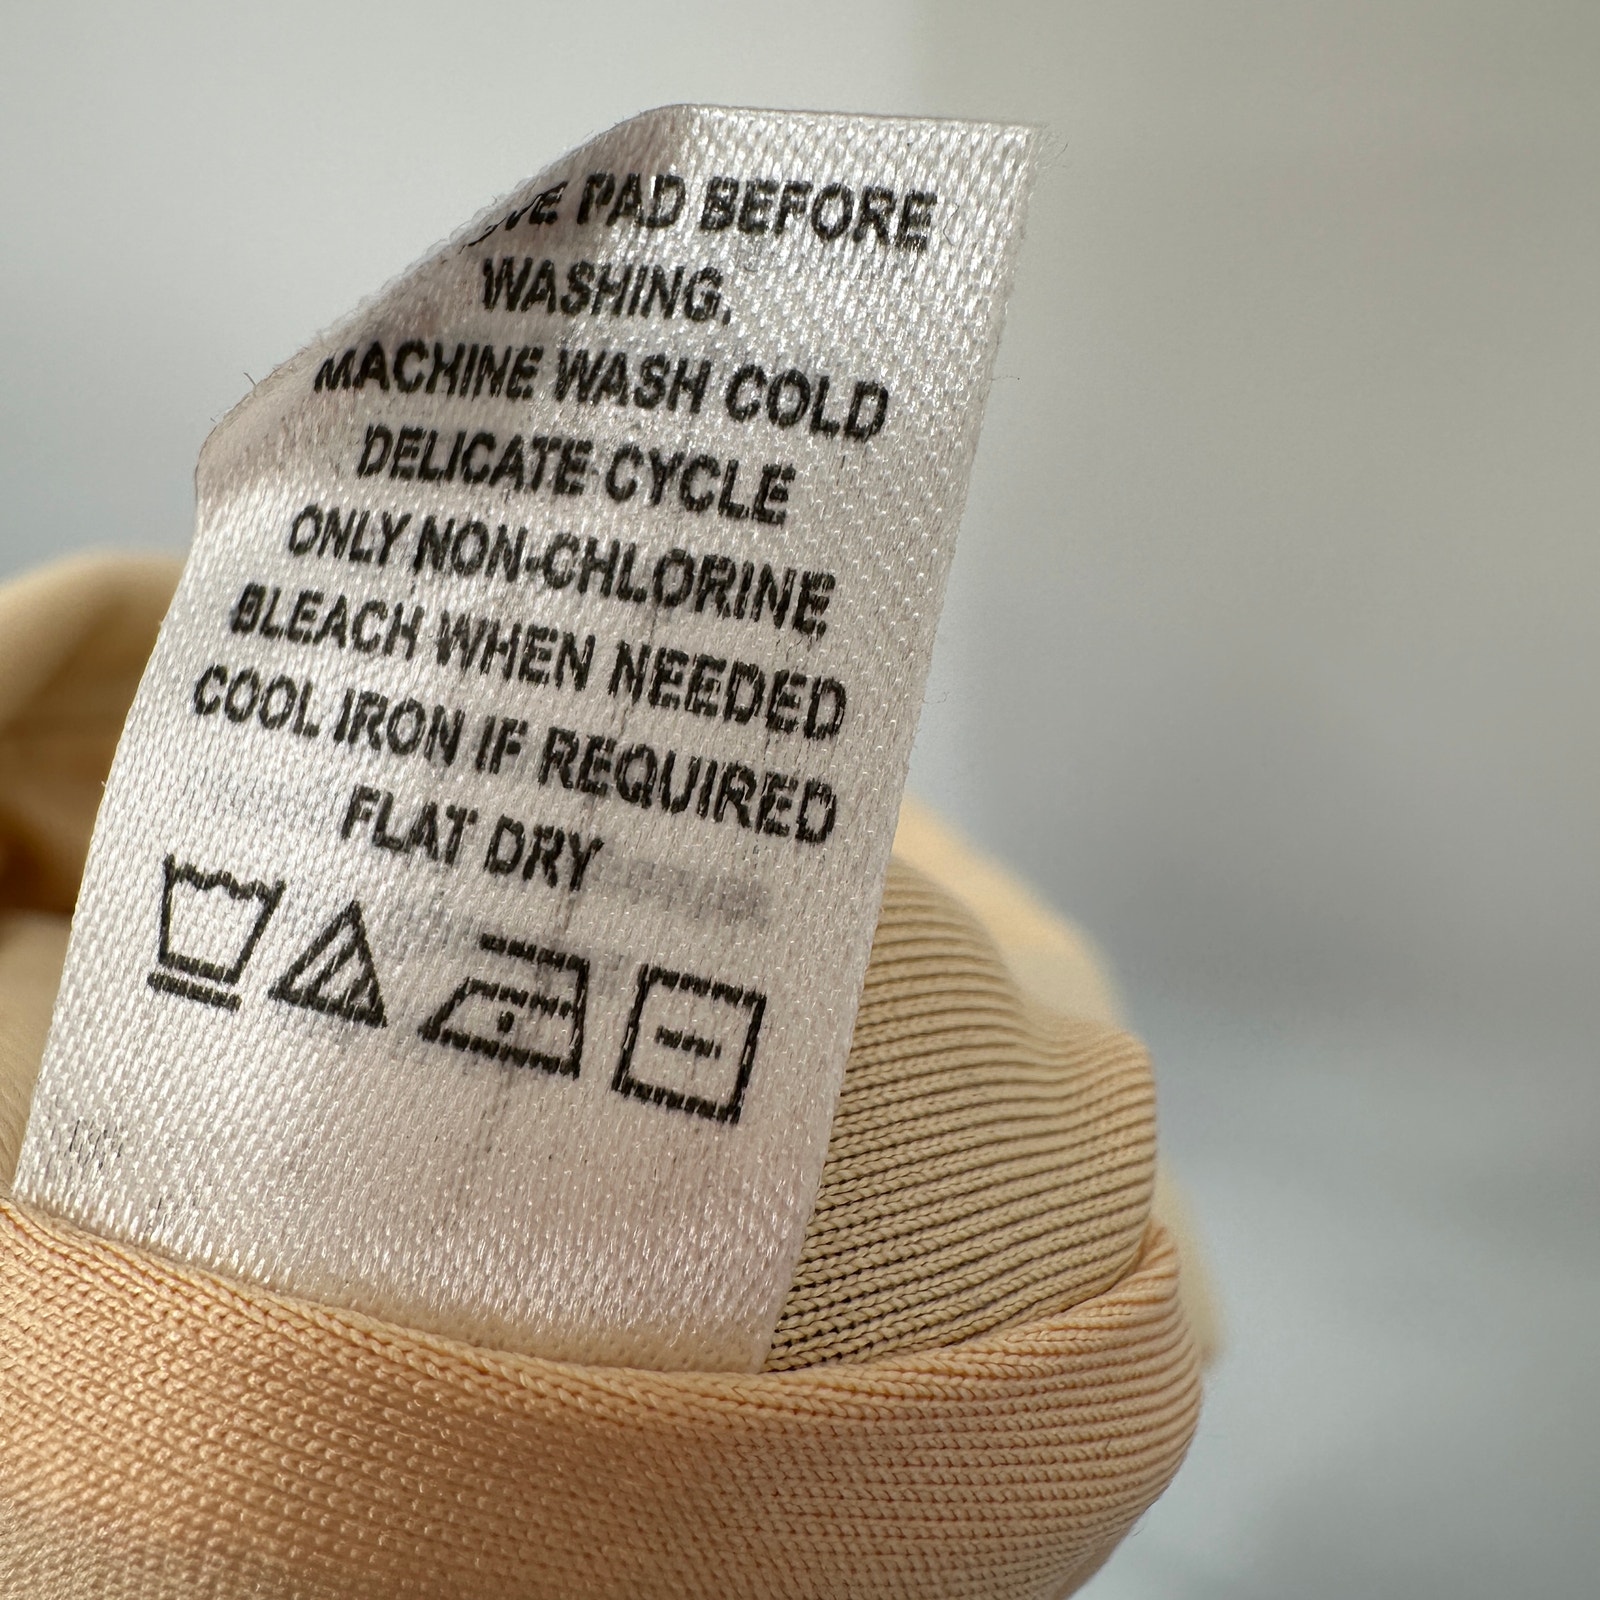 PAD BEFORE
WASHING.
MACHINE WASH COLD
DELICATE CYCLE
ONLY NON-CHLORINE
BLEACH WHEN NEEDED
COOL IRON IF REQUIRED
FLAT DRY